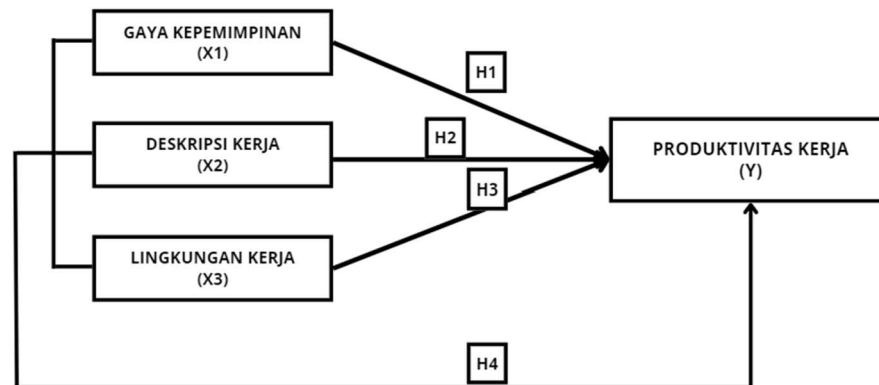 GAYA KEPEMIMPINAN
(X1)
H1
DESKRIPSI KERJA
(X2)
H2
PRODUKTIVITAS KERJA
(Y)
H3
LINGKUNGAN KERJA
(X3)
H4